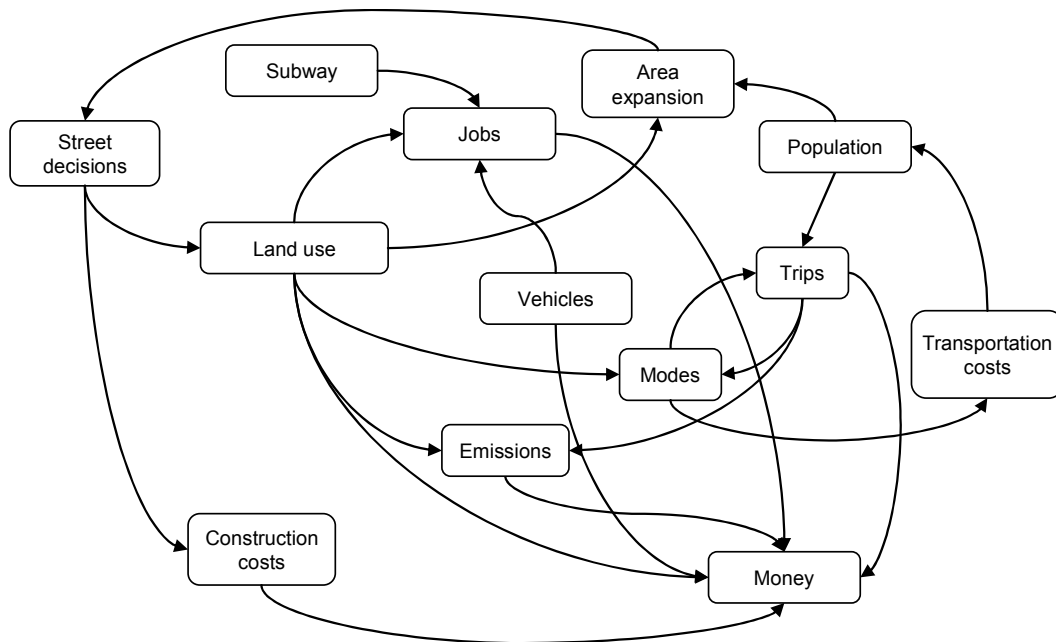 Subway
Area
expansion
Jobs
Street
decisions
Population
Land use
Trips
Vehicles
Transportation
costs
Modes
Emissions
Construction
costs
Money